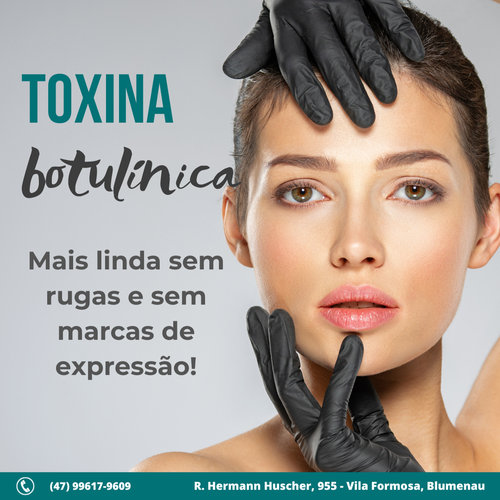 TOXINA
botulínica
Mais linda sem
rugas e sem
marcas de
expressão!
(47) 99617-9609
R. Hermann Huscher, 955 - Vila Formosa, Blumenau